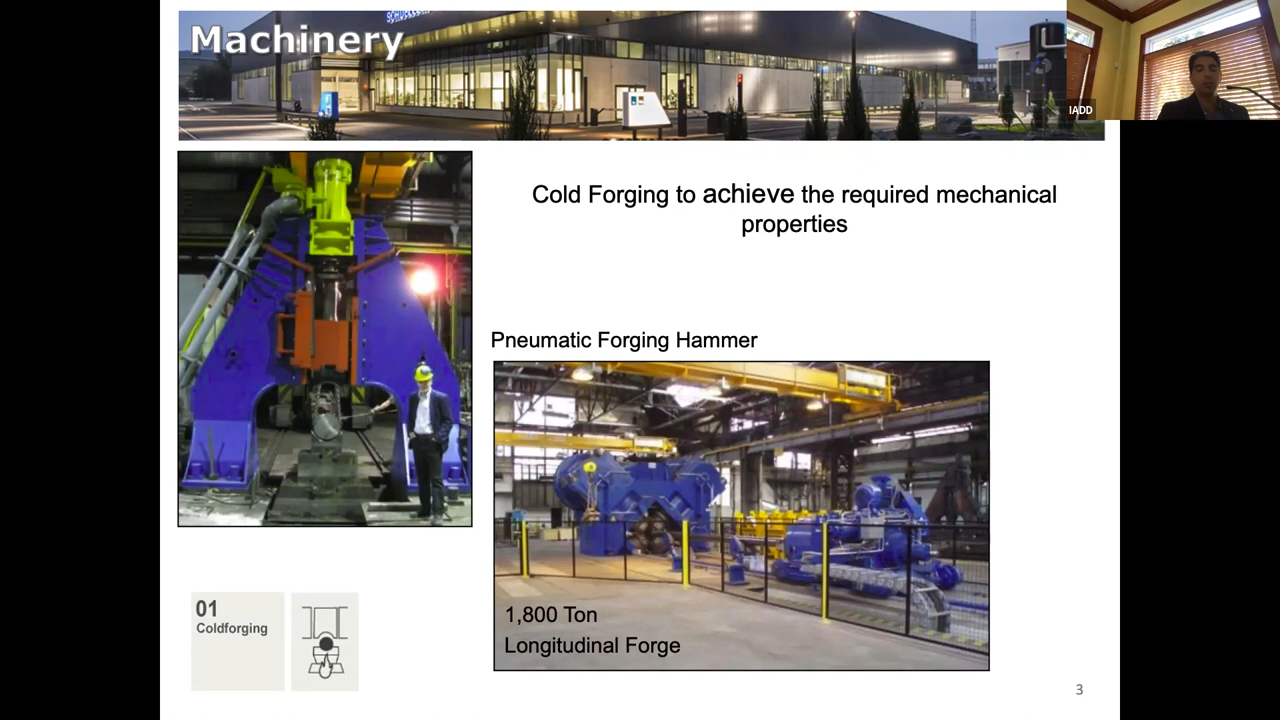 Machinery
IADD
Cold Forging to achieve the required mechanical
properties
Pneumatic Forging Hammer
1,800 Ton
Longitudinal Forge
01
Coldforging
3